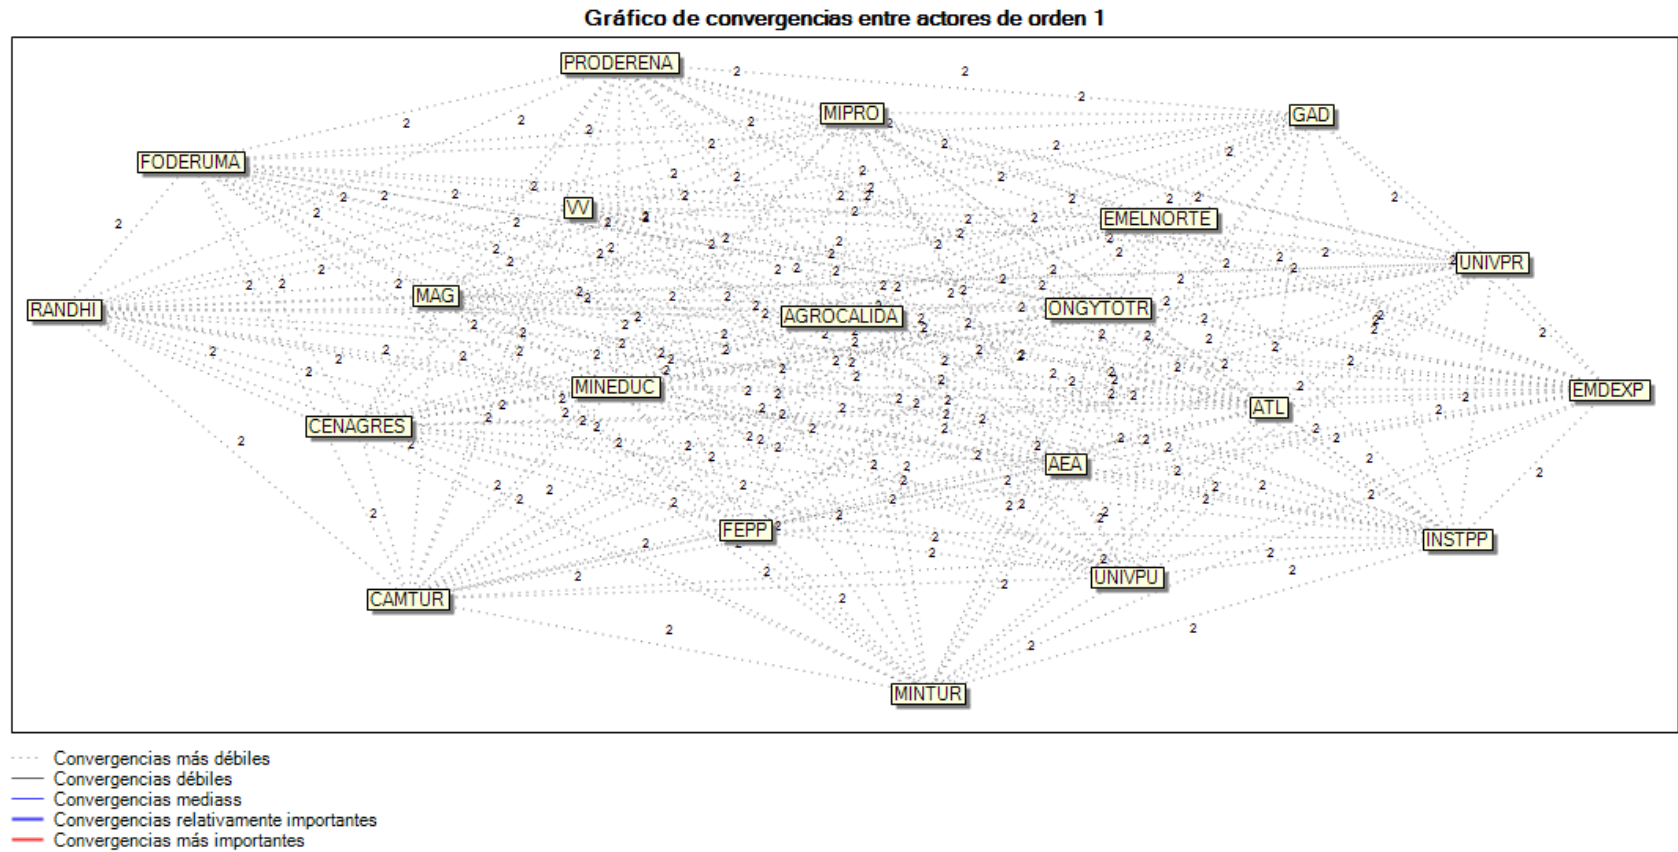 Gráfico de convergencias entre actores de orden 1
PRODERENA
MIPRO
GAD
FODERUMA
VV
EMELNORTE
UNIVPR
MAG
RANDHI
AGROCALIDA
ONGYTOTR
MINEDUC
EMDEXP
ATL
CENAGRES
AEA
FEPP
INSTPP
UNIVPU
CAMTUR
MINTUR
2
Convergencias más débiles
Convergencias débiles
Convergencias mediass
Convergencias relativamente importantes
Convergencias más importantes